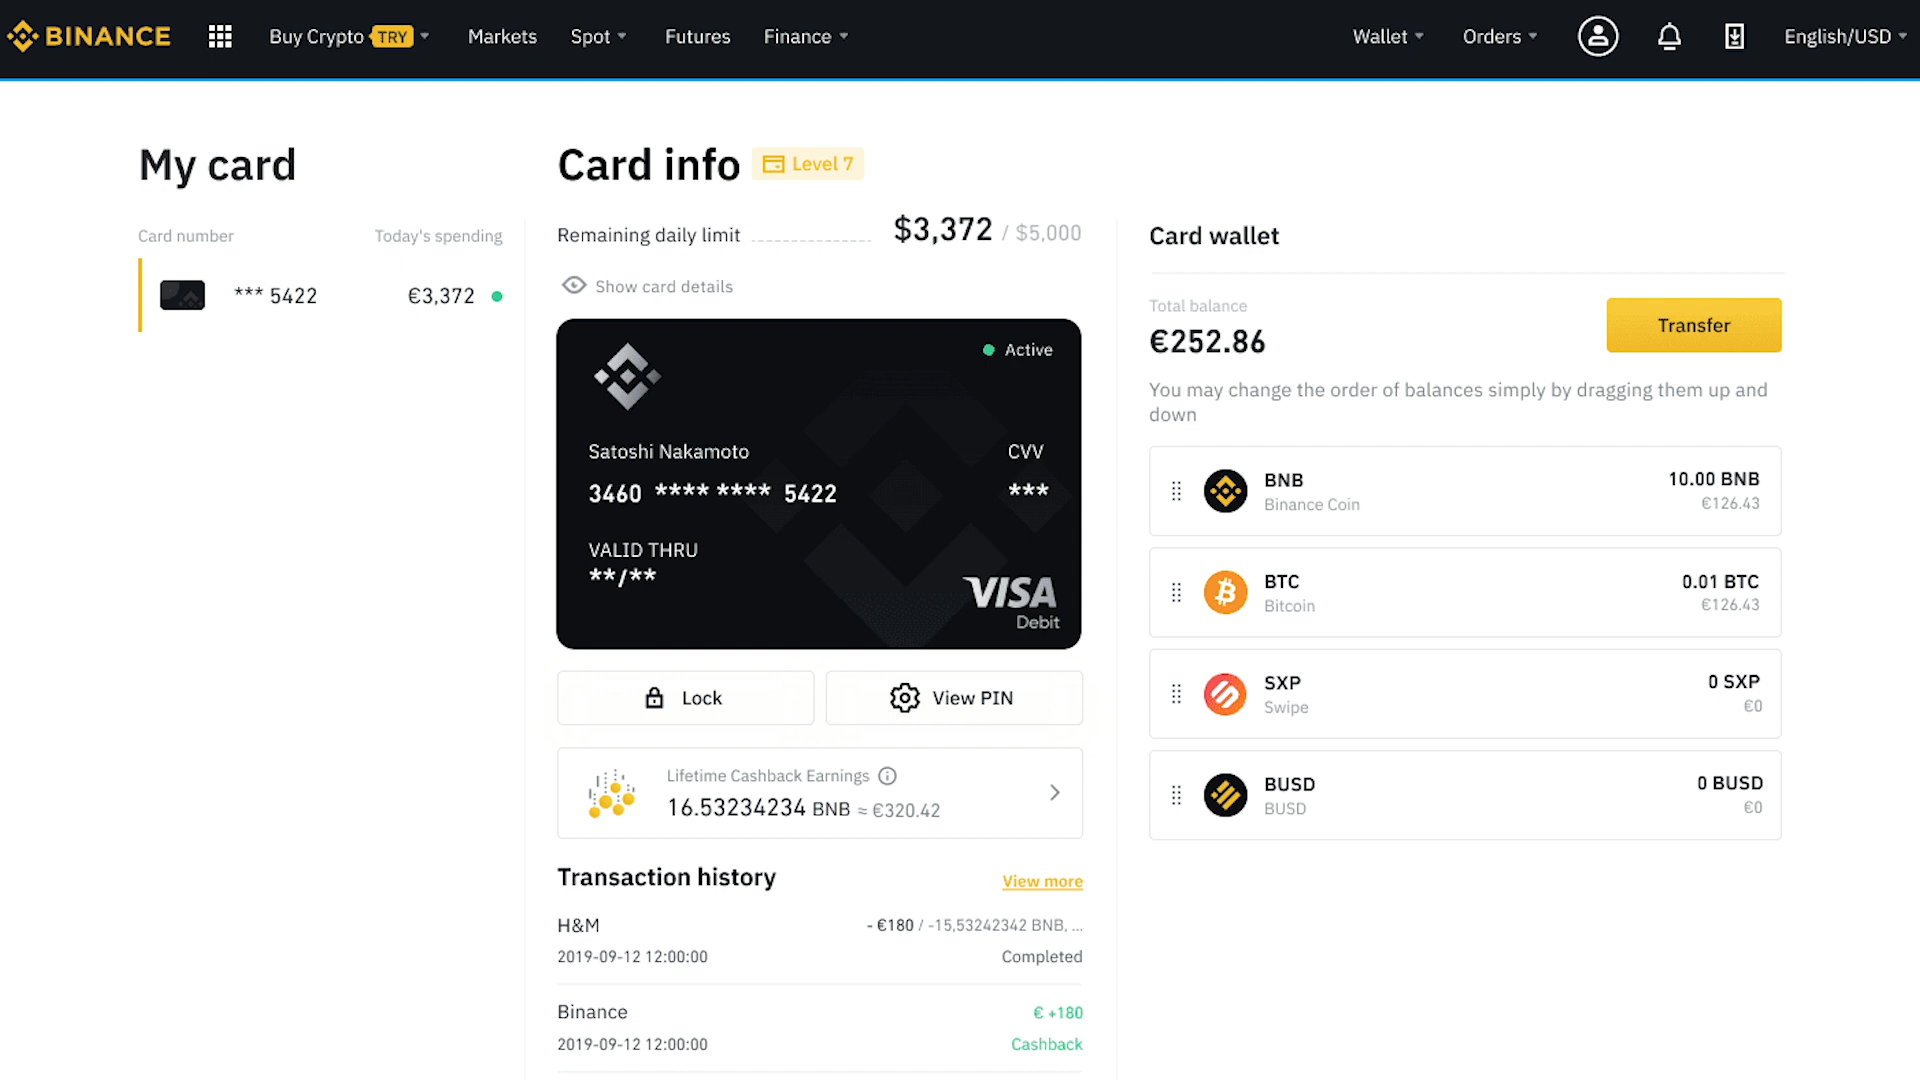 BINANCE
Buy Crypto TRY
Markets
Spot
Futures
Finance
Wallet
Orders
English/USD
My card
Card number
Today's spending
*** 5422
€3,372
Card info
Level 7
Remaining daily limit
$3,372 / $5,000
Show card details
Active
Satoshi Nakamoto
CVV
3460 **** **** 5422
***
VALID THRU
**/**
VISA
Debit
Lock
View PIN
Lifetime Cashback Earnings
16.53234234 BNB ≈ €320.42
Transaction history
View more
H&M
- €180 / -15,53242342 BNB, ...
2019-09-12 12:00:00
Completed
Binance
€ +180
2019-09-12 12:00:00
Cashback
Card wallet
Total balance
€252.86
Transfer
You may change the order of balances simply by dragging them up and
down
BNB
10.00 BNB
Binance Coin
€126.43
BTC
0.01 BTC
Bitcoin
€126.43
SXP
0 SXP
Swipe
€0
BUSD
0 BUSD
BUSD
€0